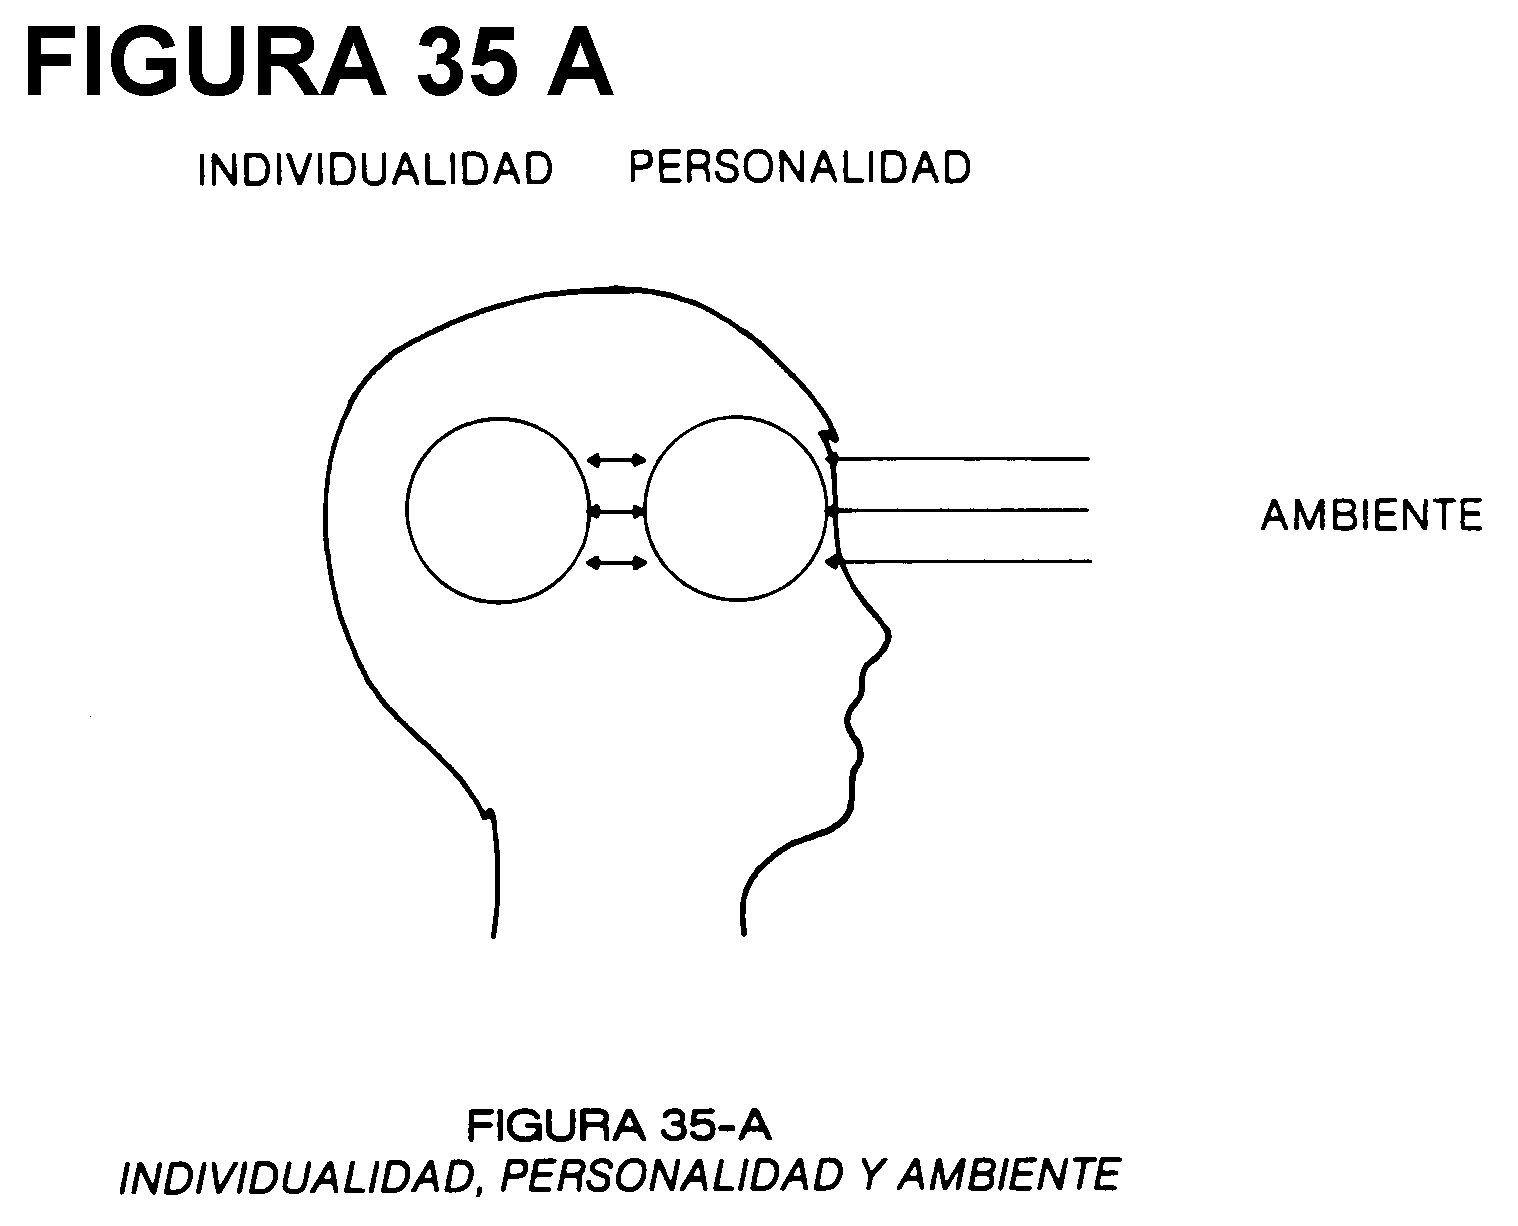 FIGURA 35 A
INDIVIDUALIDAD PERSONALIDAD
AMBIENTE
FIGURA 35-A
INDIVIDUALIDAD, PERSONALIDAD Y AMBIENTE